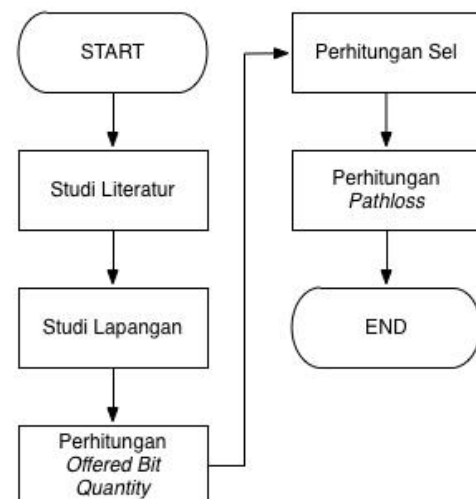 START
Studi Literatur
Studi Lapangan
Perhitungan
Offered Bit
Quantity
Perhitungan Sel
Perhitungan
Pathloss
END